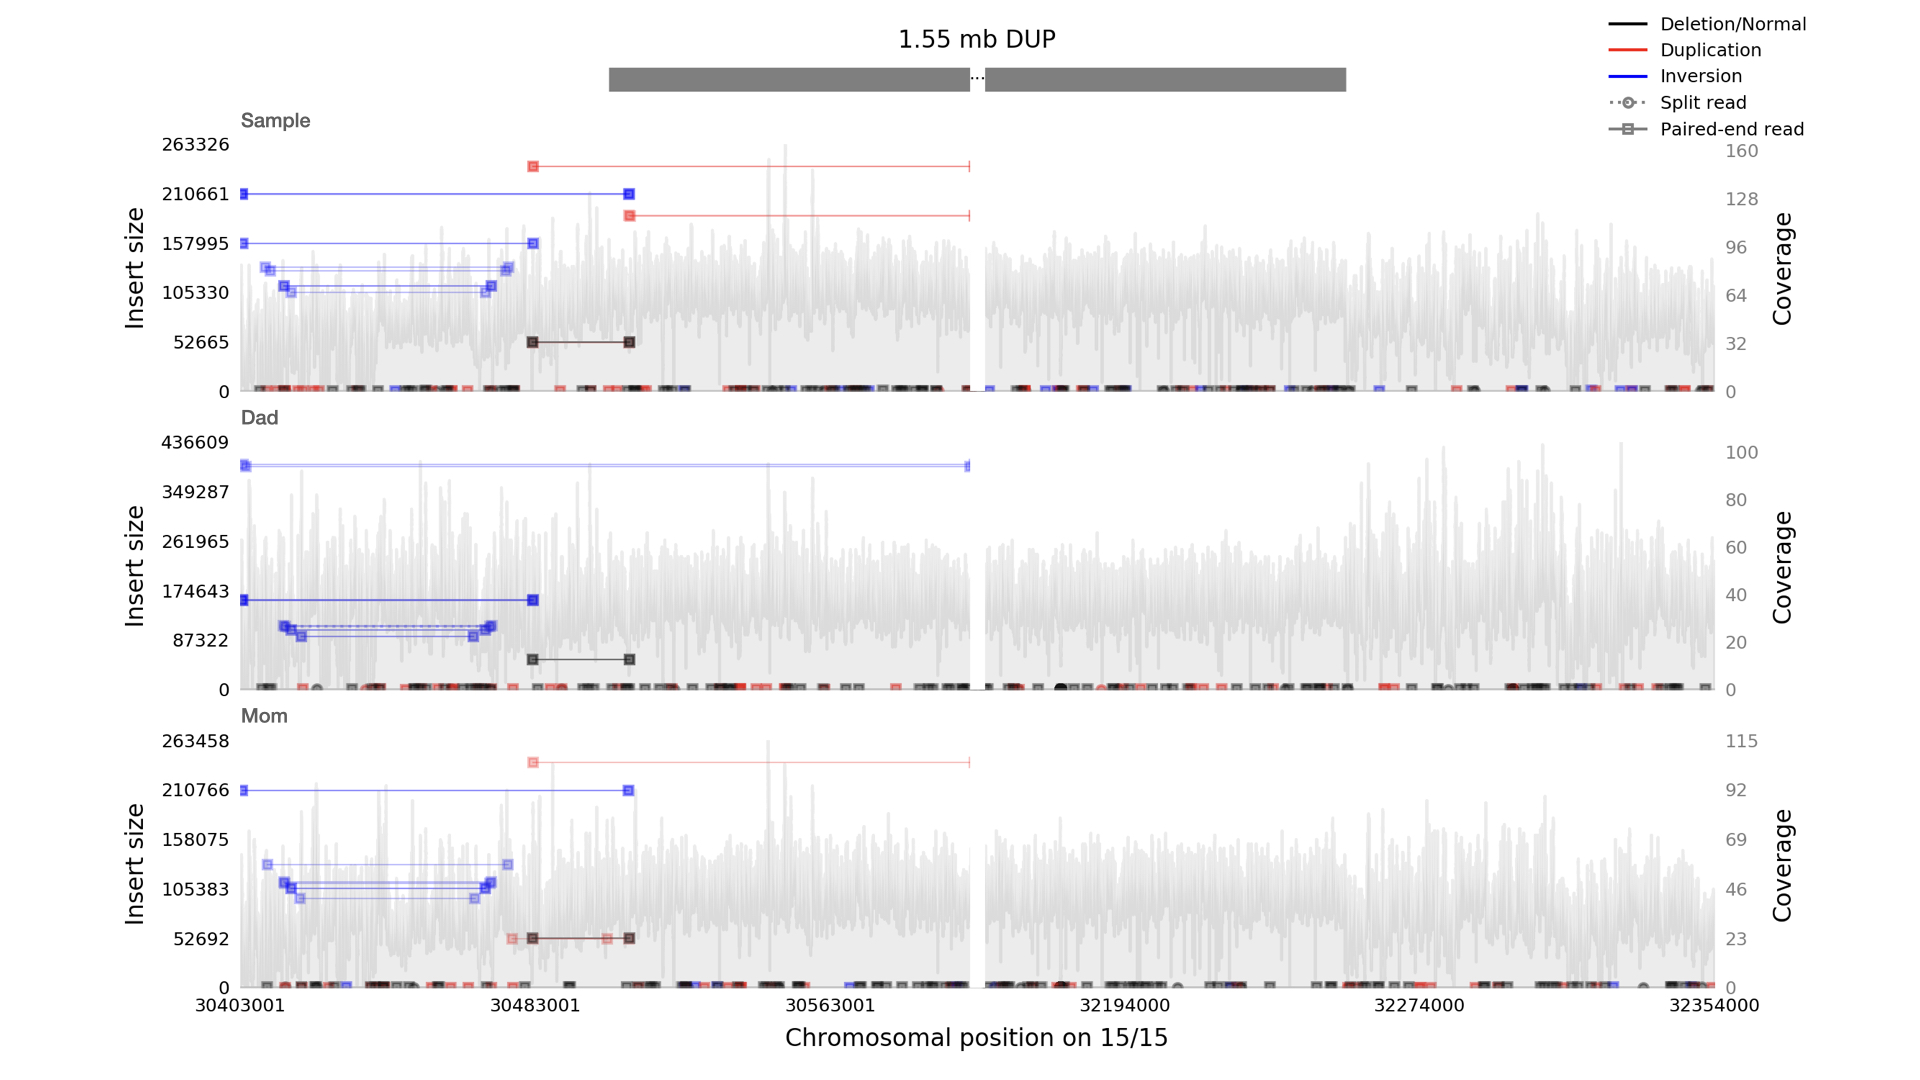 1.55 mb DUP
...
Deletion/Normal
Duplication
Inversion
Split read
Paired-end read
Sample
263326
210661
157995
105330
52665
0
Insert size
160
128
96
64
32
0
Coverage
Dad
436609
349287
261965
174643
87322
0
Insert size
100
80
60
40
20
0
Coverage
Mom
263458
210766
158075
105383
52692
0
Insert size
115
92
69
46
23
0
Coverage
30403001 30483001 30563001 32194000 32274000 32354000
Chromosomal position on 15/15